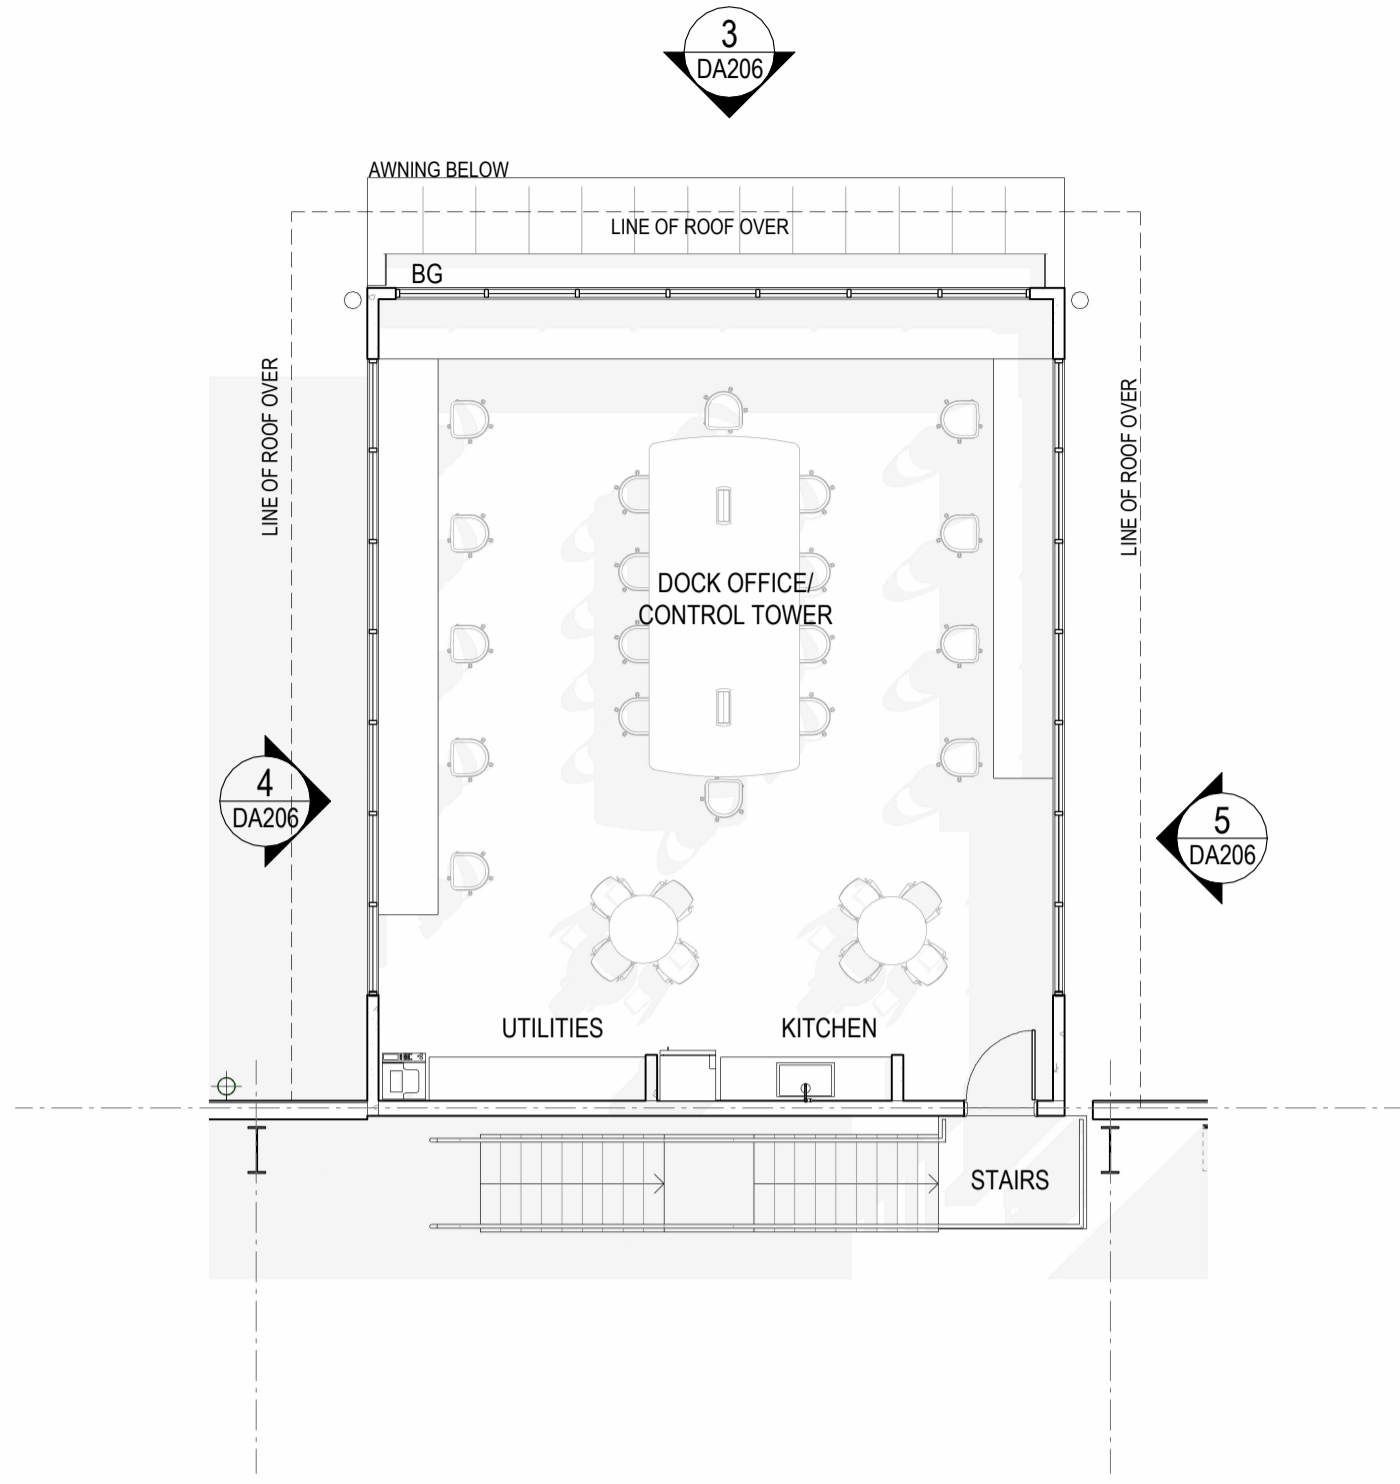 3
DA206
AWNING BELOW
LINE OF ROOF OVER
BG
LINE OF ROOF OVER
LINE OF ROOF OVER
DOCK OFFICE/
CONTROL TOWER
4
DA206
5
DA206
UTILITIES
KITCHEN
STAIRS